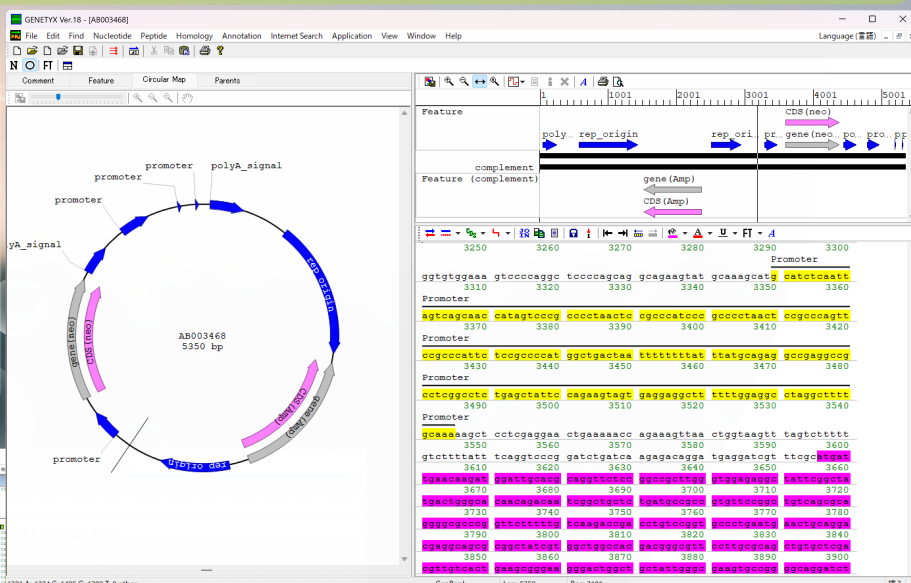 GENETYX Ver.18 - [AB003468]
File Edit Find Nucleotide Peptide Homology Annotation Internet Search Application View Window Help
Language (言語)
N O FT
Comment Feature Circular Map Parents
promoter polyA_signal
promoter
promoter
yA_signal
rep_origin
gene(neo)
CDS(neo)
AB003468
5350 bp
CDS(Amp)
gene(Amp)
rep_origin
promoter
1 1001 2001 3001 4001 5001
Feature
CDS(neo)
poly... rep_origin rep_ori... pr... gene(neo... po... pro... pp
complement
Feature (complement)
gene(Amp)
CDS(Amp)
3250 3260 3270 3280 3290 3300
Promoter
ggtgtggaaa gtccccaggc tccccagcag gcagaagtat gcaaagcatg catctcaatt
3310 3320 3330 3340 3350 3360
Promoter
agtcagcaac catagtcccg cccctaactc cgcccatccc gcccctaact ccgcccagtt
3370 3380 3390 3400 3410 3420
Promoter
ccgcccattc tccgccccat ggctgactaa ttttttttat ttatgcagag gccgaggccg
3430 3440 3450 3460 3470 3480
Promoter
cctcggcctc tgagctattc cagaagtagt gaggaggctt ttttggaggc ctaggctttt
3490 3500 3510 3520 3530 3540
Promoter
gcaaaaagct cctcgaggaa ctgaaaaacc agaaagttaa ctggtaagtt tagtcttttt
3550 3560 3570 3580 3590 3600
gtcttttatt tcaggtcccg gatctgatca agagacagga tgaggatcgt ttcgcatgat
3610 3620 3630 3640 3650 3660
tgaacaagat ggattgcacg caggttctcc ggccgcttgg gtggagaggc tattcggcta
3670 3680 3690 3700 3710 3720
tgactgggca caacagacaa tcggctgctc tgatgccgcc gtgttccggc tgtcagcgca
3730 3740 3750 3760 3770 3780
ggggcgcccg gttctttttg tcaagaccga cctgtccggt gccctgaatg aactgcagga
3790 3800 3810 3820 3830 3840
cgaggcagcg cggctatcgt ggctggccac gacgggcgtt ccttgcgcag ctgtgctcga
3850 3860 3870 3880 3890 3900
cgttgtcact gaagcgggaa gggactggct gctattgggc gaagtgccgg ggcaggatct